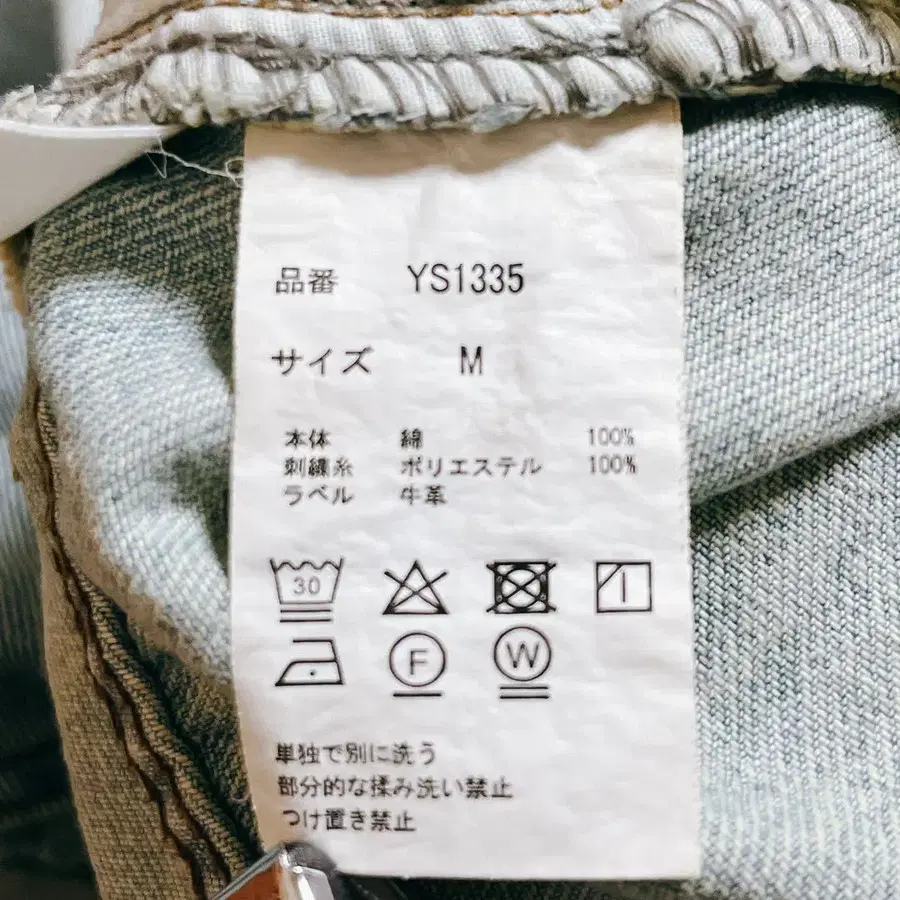 品番 YS1335
サイズ M
本体 綿 100%
刺繍糸 ポリエステル 100%
ラベル 牛革
30
F W
単独で別に洗う
部分的な揉み洗い禁止
つけ置き禁止